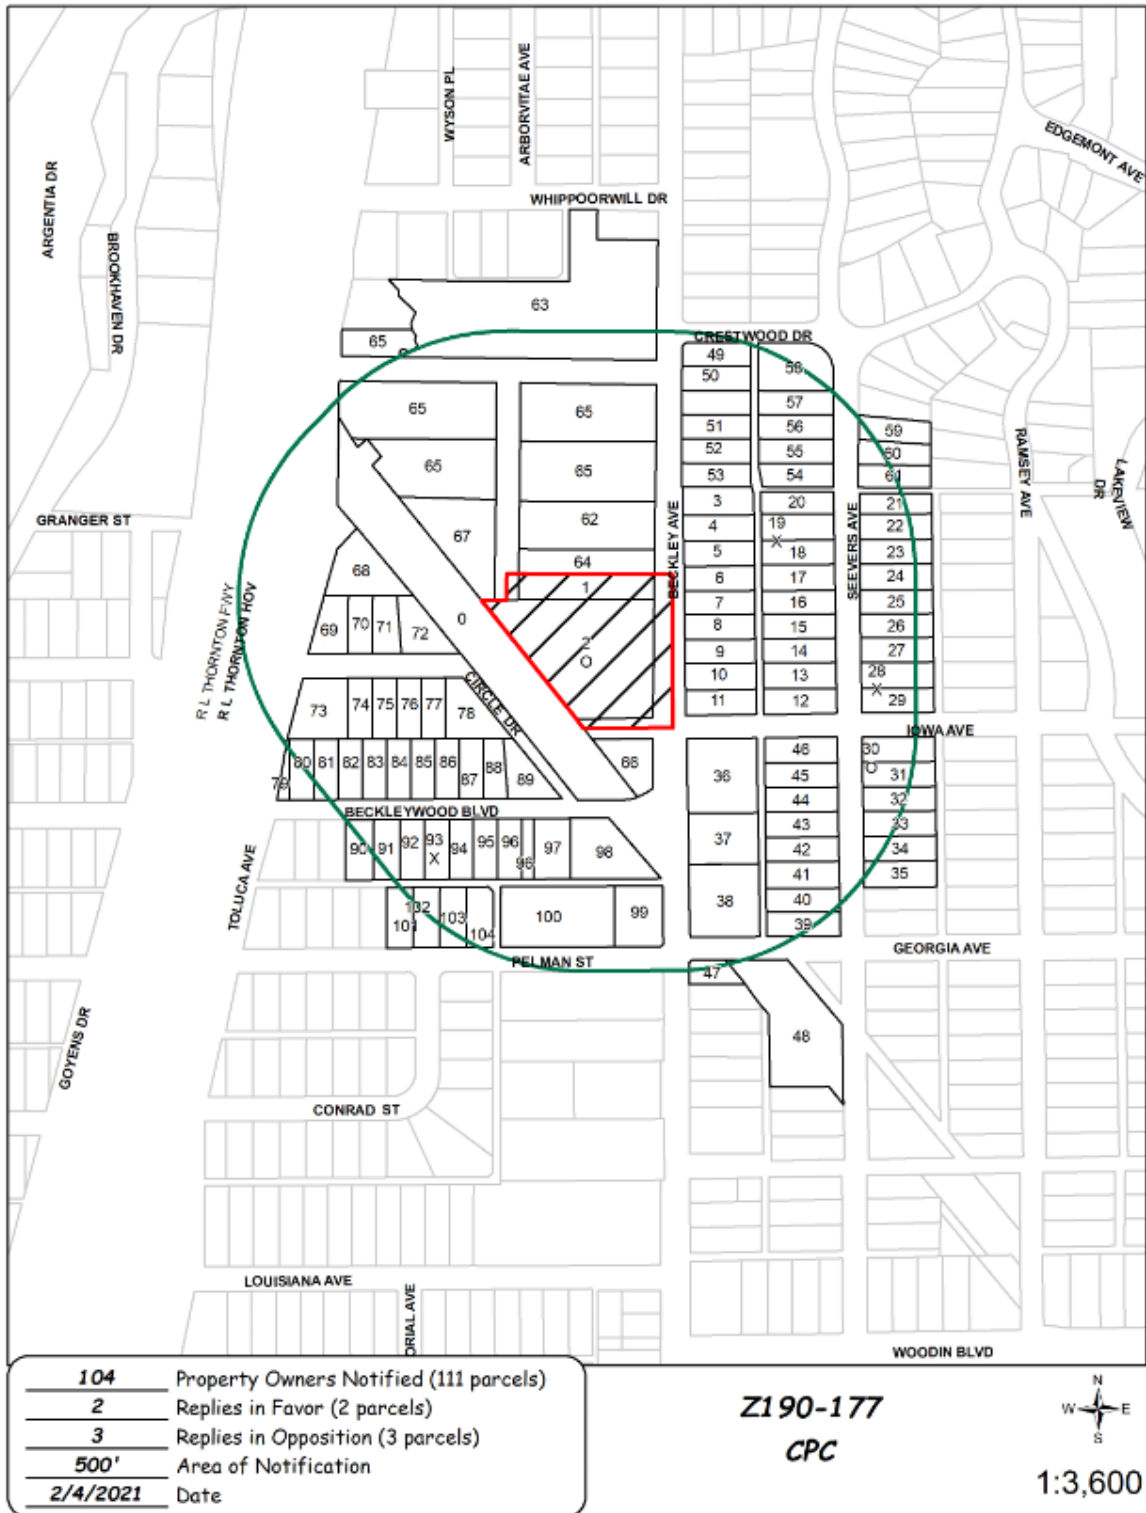 WYSON PL
ARBORVITAE AVE
EDGEMONT AVE
ARGENTIA DR
BROOKHAVEN DR
WHIPPOORWILL DR
63
65
CRESTWOOD DR
49
58
50
65
65
57
51
56
59
52
55
60
65
65
53
54
61
RAMSEY AVE
LAKEVIEW DR
GRANGER ST
BECKLEY AVE
SEEVERS AVE
3
20
21
67
62
4
19
X
22
5
18
23
68
64
6
17
24
1
7
16
25
R L THORNTON FWY
R L THORNTON HOV
69
70
71
72
0
8
15
26
2
O
9
14
27
10
13
28
X
CIRCLE DR
11
12
29
73
74
75
76
77
78
IOWA AVE
66
46
30
O
79
80
81
82
83
84
85
86
87
88
89
36
45
31
44
32
BECKLEYWOOD BLVD
43
33
90
91
92
93
X
94
95
96
96
97
98
37
42
34
41
35
TOLUCA AVE
38
40
101
102
103
104
100
99
39
PELMAN ST
GEORGIA AVE
47
48
GOYENS DR
CONRAD ST
LOUISIANA AVE
ORIAL AVE
WOODIN BLVD
104 Property Owners Notified (111 parcels)
2 Replies in Favor (2 parcels)
3 Replies in Opposition (3 parcels)
500' Area of Notification
2/4/2021 Date
Z190-177
CPC
N
W E
S
1:3,600